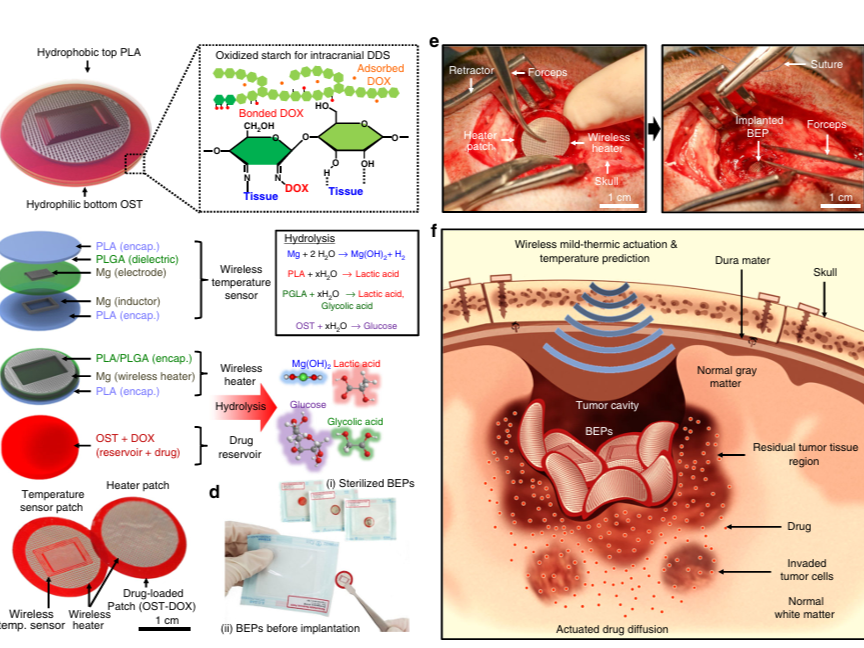 Hydrophobic top PLA
Hydrophilic bottom OST
Oxidized starch for intracranial DDS
Adsorbed
DOX
Bonded DOX
HO
CH2OH
O
O
O
O
O
N
N
O
H
OH
Tissue
DOX
Tissue
PLA (encap.)
PLGA (dielectric)
Mg (electrode)
Mg (inductor)
PLA (encap.)
Wireless
temperature
sensor
Hydrolysis
Mg + 2 H2O → Mg(OH)2 + H2
PLA + xH2O → Lactic acid
PGLA + xH2O → Lactic acid,
Glycolic acid
OST + xH2O → Glucose
PLA/PLGA (encap.)
Mg (wireless heater)
PLA (encap.)
Wireless
heater
Hydrolysis
OST + DOX
(reservoir + drug)
Drug
reservoir
Mg(OH)2
Lactic acid
Glucose
Glycolic acid
Temperature
sensor patch
Heater patch
Wireless
temp. sensor
Wireless
heater
Drug-loaded
Patch (OST-DOX)
1 cm
d
(i) Sterilized BEPs
(ii) BEPs before implantation
e
Retractor
Forceps
Heater
patch
Wireless
heater
Skull
1 cm
Suture
Implanted
BEP
Forceps
1 cm
f
Wireless mild-thermic actuation &
temperature prediction
Dura mater
Skull
Normal gray
matter
Tumor cavity
BEPs
Residual tumor tissue
region
Drug
Invaded
tumor cells
Normal
white matter
Actuated drug diffusion